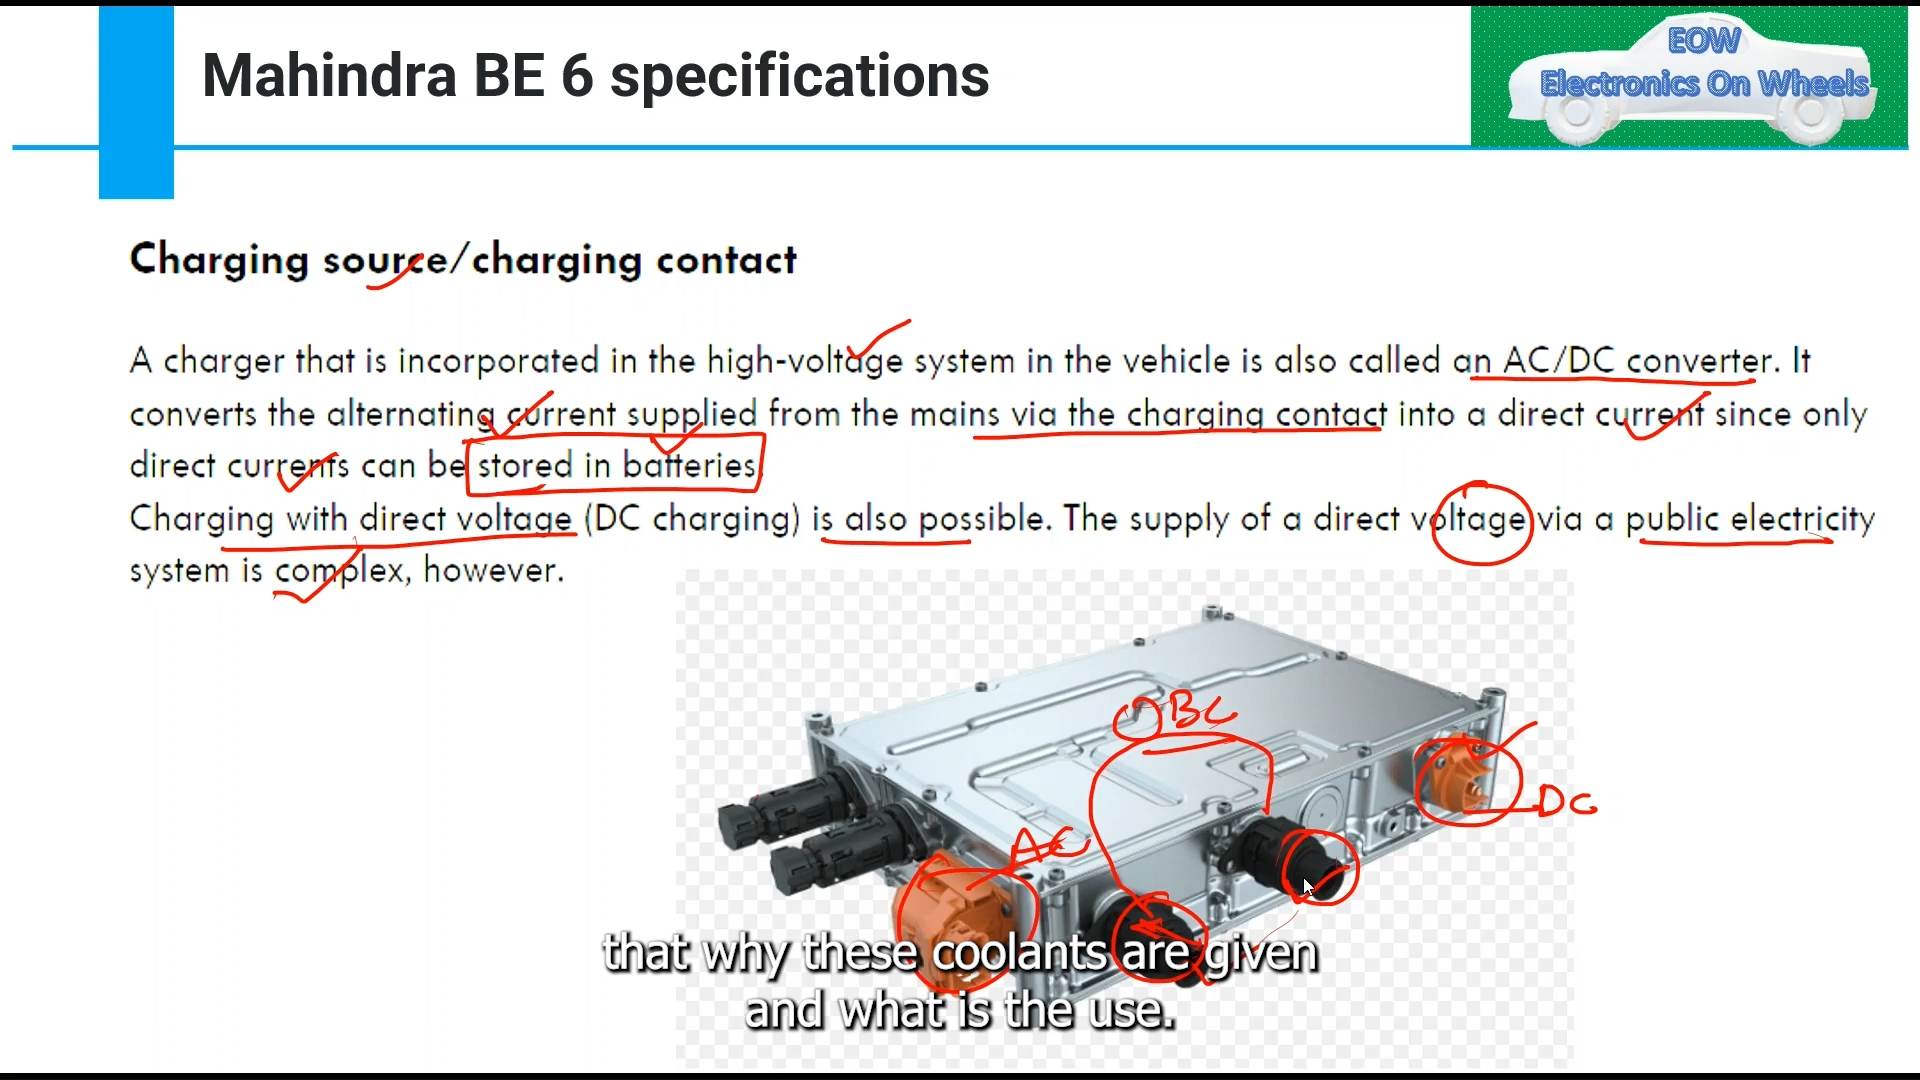 Mahindra BE 6 specifications
EOW
Electronics On Wheels
Charging source/charging contact
A charger that is incorporated in the high-voltage system in the vehicle is also called an AC/DC converter. It
converts the alternating current supplied from the mains via the charging contact into a direct current since only
direct currents can be stored in batteries.
Charging with direct voltage (DC charging) is also possible. The supply of a direct voltage via a public electricity
system is complex, however.
OBC
DC
AC
that why these coolants are given
and what is the use.